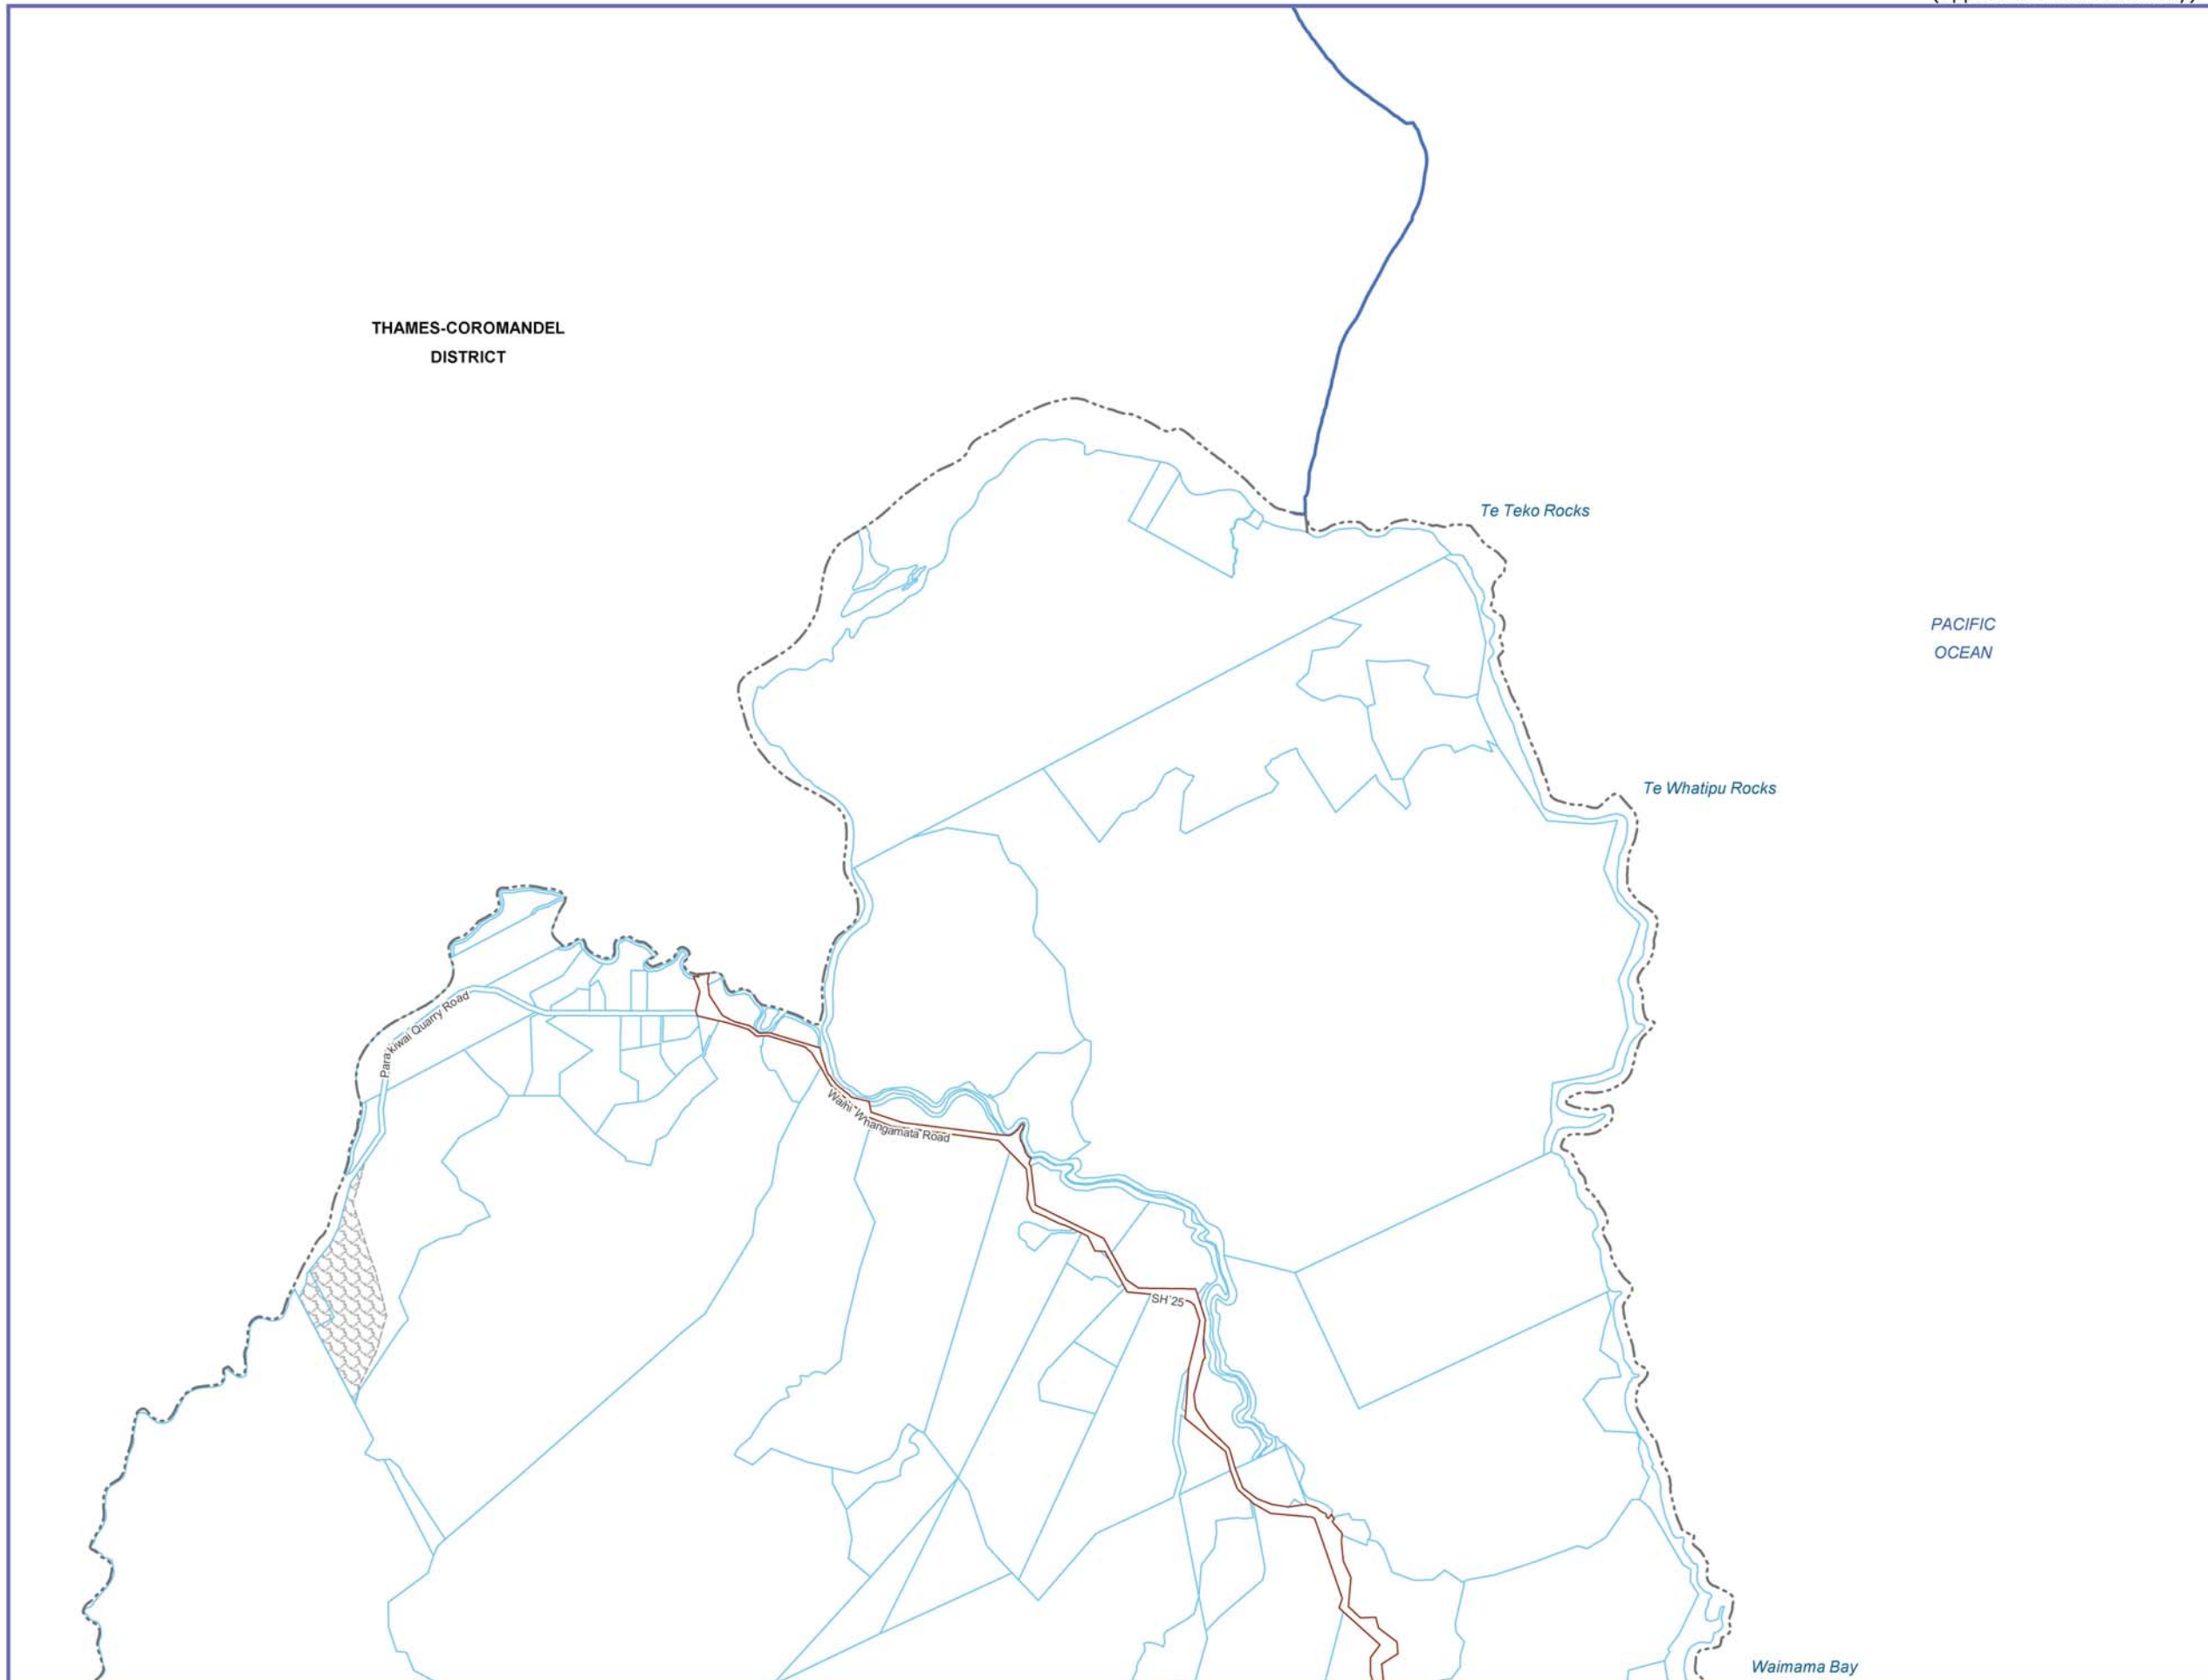 THAMES-COROMANDEL
DISTRICT
Te Teko Rocks
PACIFIC
OCEAN
Te Whatipu Rocks
Parakiwai Quarry Road
Waihi Whangamata Road
SH 25
Waimama Bay